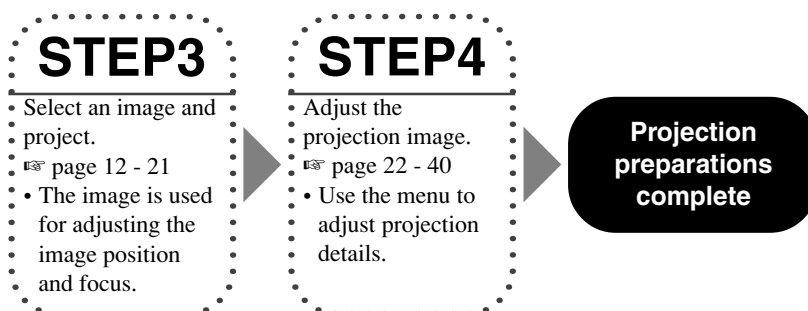 STEP3
Select an image and
project.
☞ page 12 - 21
• The image is used
for adjusting the
image position
and focus.
STEP4
Adjust the
projection image.
☞ page 22 - 40
• Use the menu to
adjust projection
details.
Projection
preparations
complete